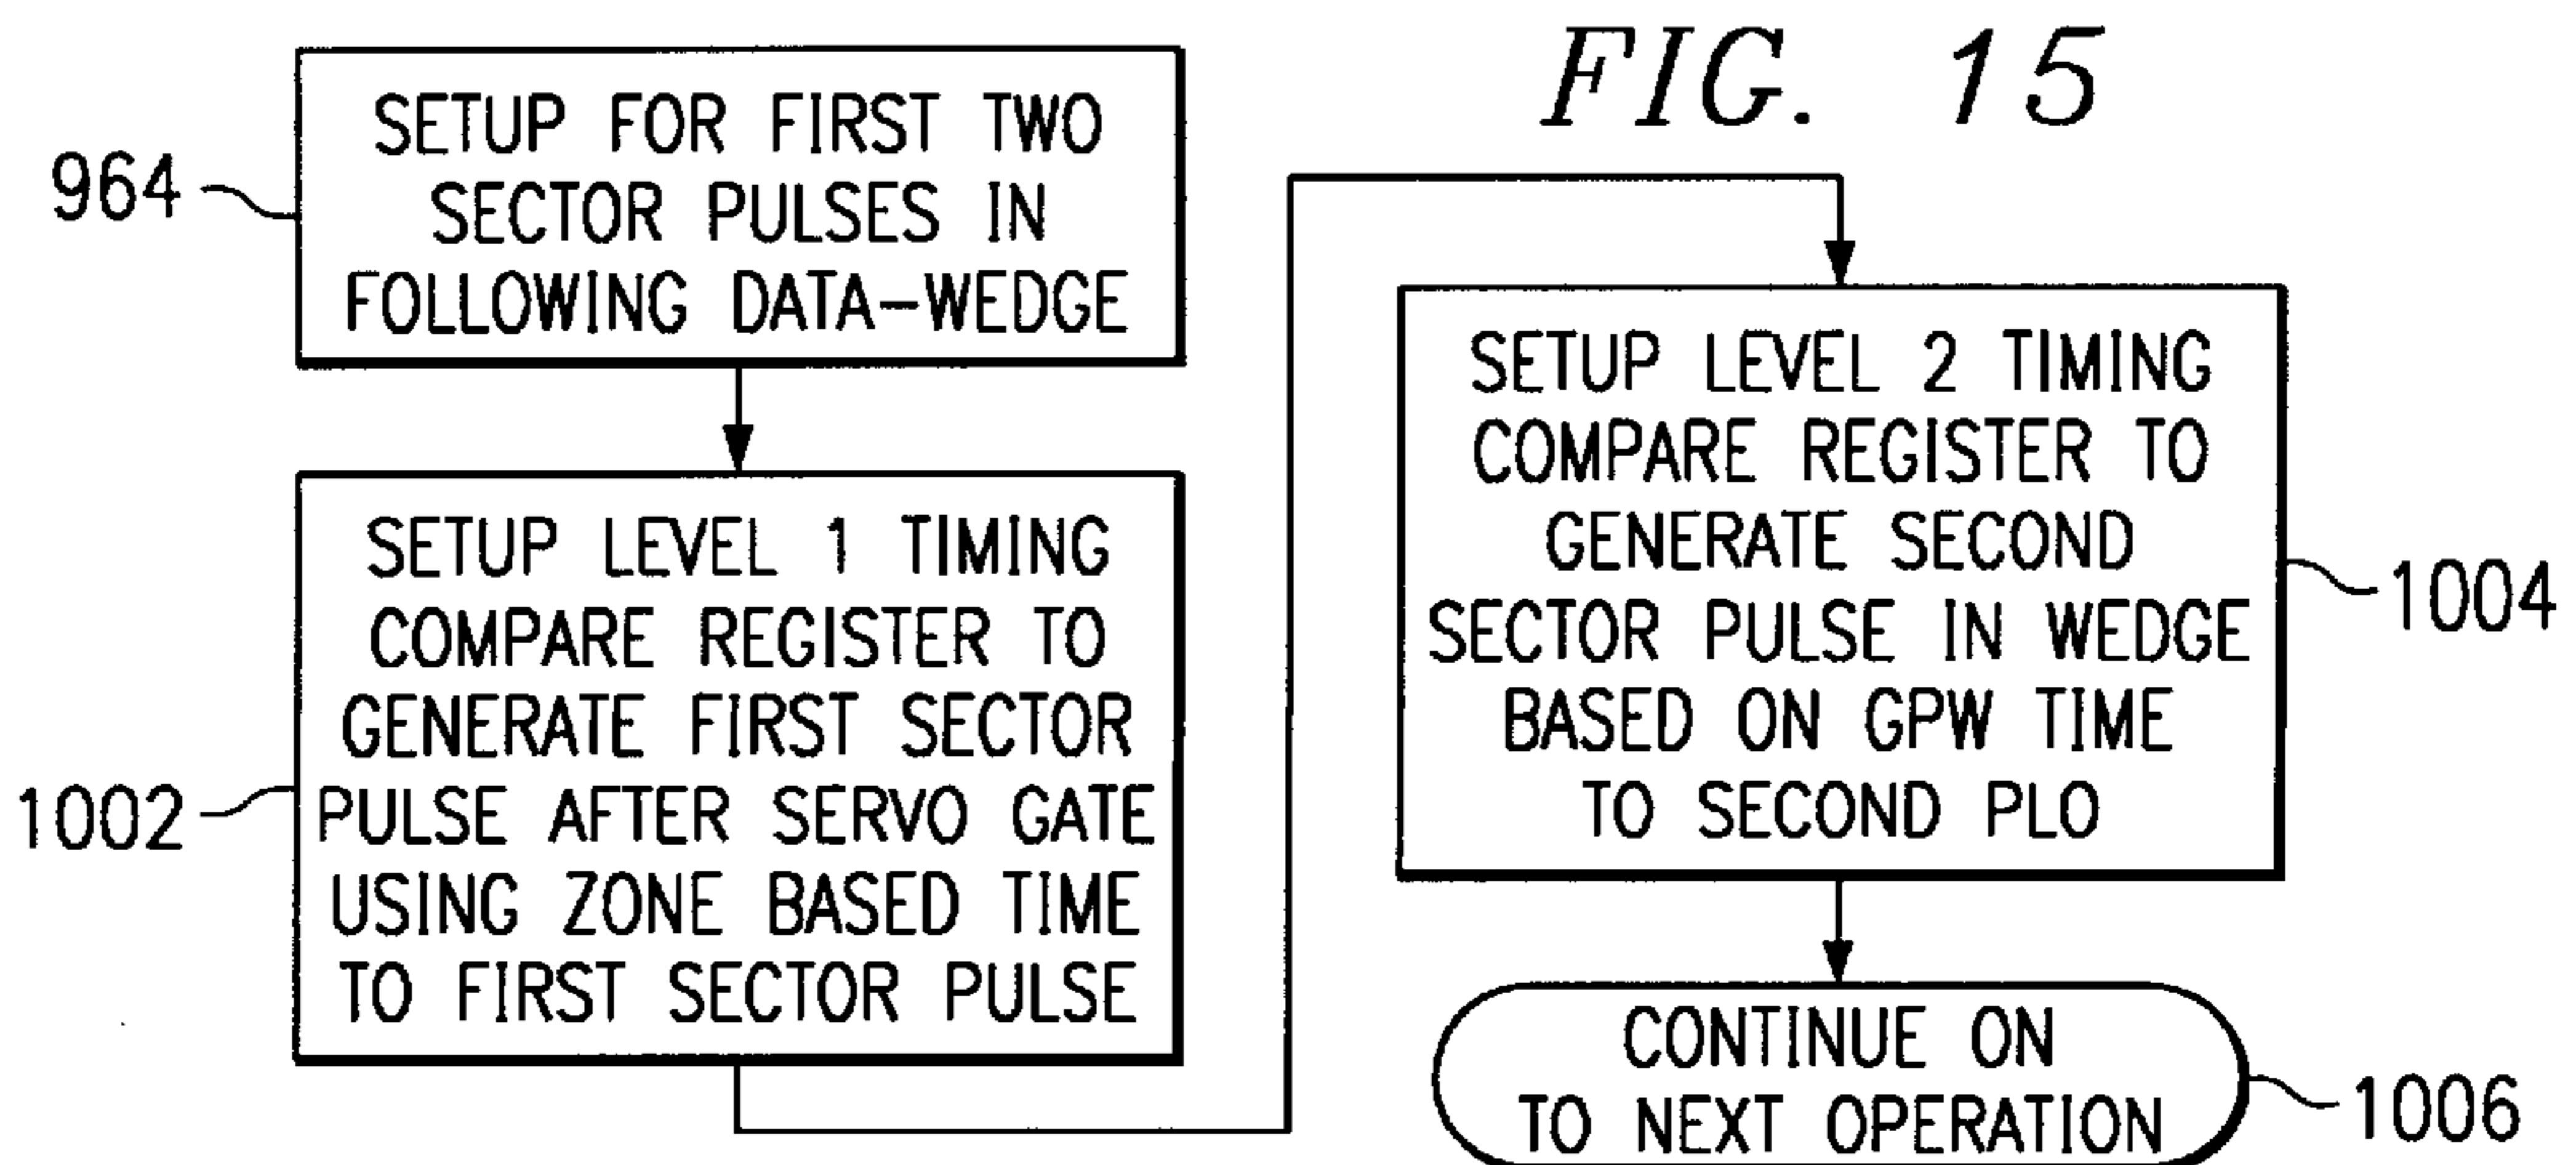 FIG. 15
964
SETUP FOR FIRST TWO
SECTOR PULSES IN
FOLLOWING DATA-WEDGE
1002
SETUP LEVEL 1 TIMING
COMPARE REGISTER TO
GENERATE FIRST SECTOR
PULSE AFTER SERVO GATE
USING ZONE BASED TIME
TO FIRST SECTOR PULSE
SETUP LEVEL 2 TIMING
COMPARE REGISTER TO
GENERATE SECOND
SECTOR PULSE IN WEDGE
BASED ON GPW TIME
TO SECOND PLO
1004
CONTINUE ON
TO NEXT OPERATION
1006